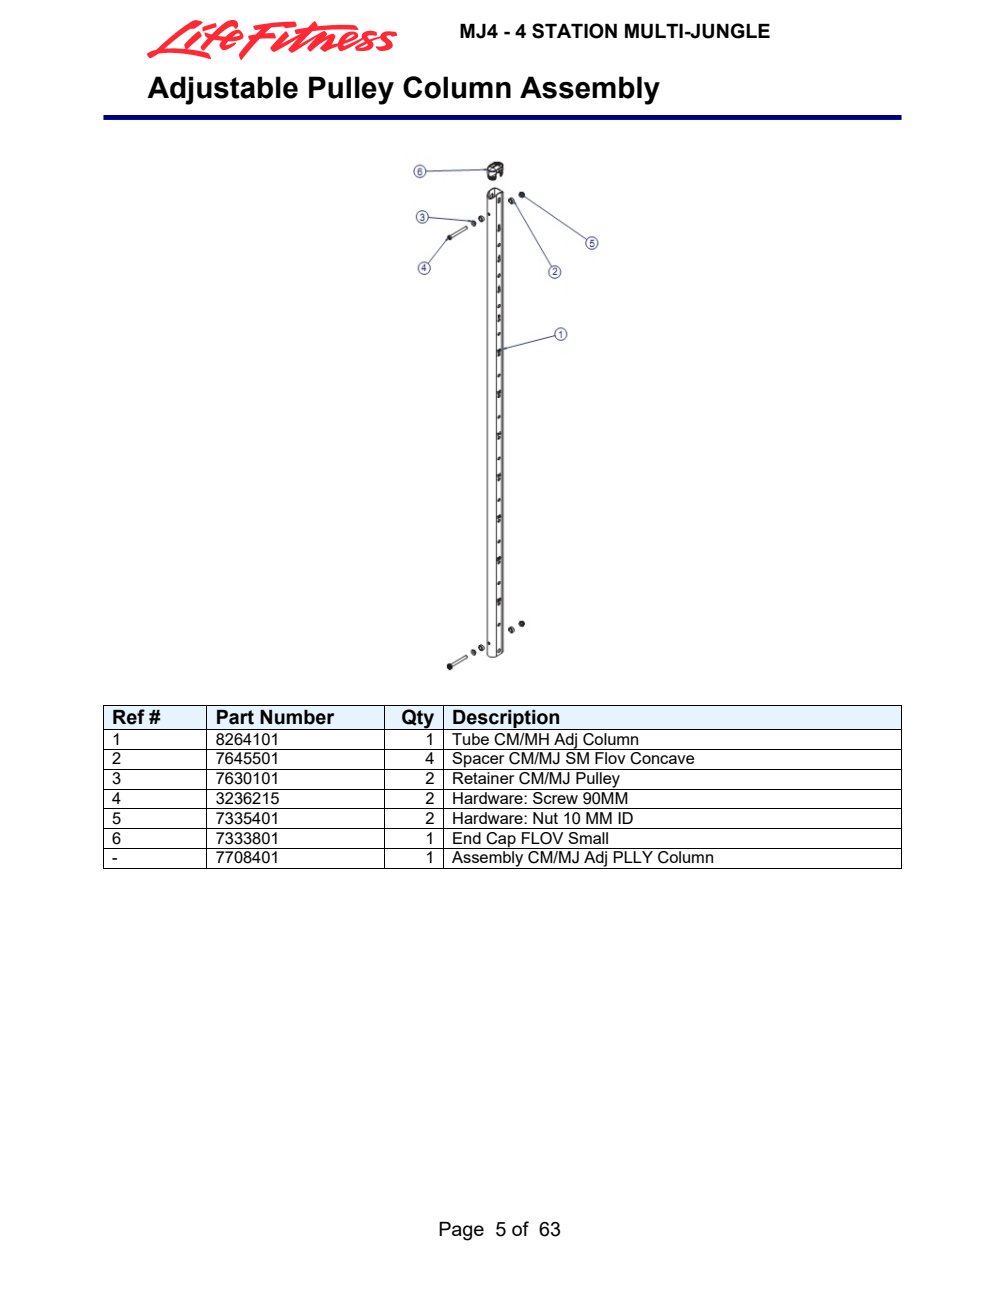 Life Fitness
MJ4 - 4 STATION MULTI-JUNGLE
Adjustable Pulley Column Assembly
6
3
4
5
2
1
Ref # Part Number Qty Description
1 8264101 1 Tube CM/MH Adj Column
2 7645501 4 Spacer CM/MJ SM Flov Concave
3 7630101 2 Retainer CM/MJ Pulley
4 3236215 2 Hardware: Screw 90MM
5 7335401 2 Hardware: Nut 10 MM ID
6 7333801 1 End Cap FLOV Small
- 7708401 1 Assembly CM/MJ Adj PLLY Column
Page 5 of 63